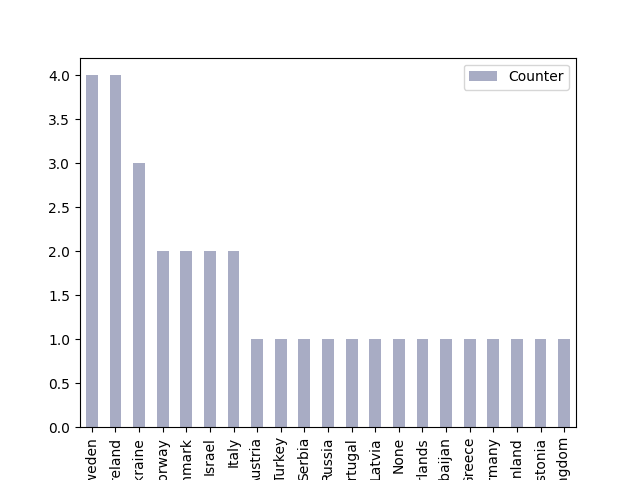 Counter
4.0
3.5
3.0
2.5
2.0
1.5
1.0
0.5
0.0
weden
reland
kraine
orway
nmark
Israel
Italy
ustria
Turkey
Serbia
Russia
rtugal
Latvia
None
rlands
baijan
Greece
rmany
nland
stonia
ngdom